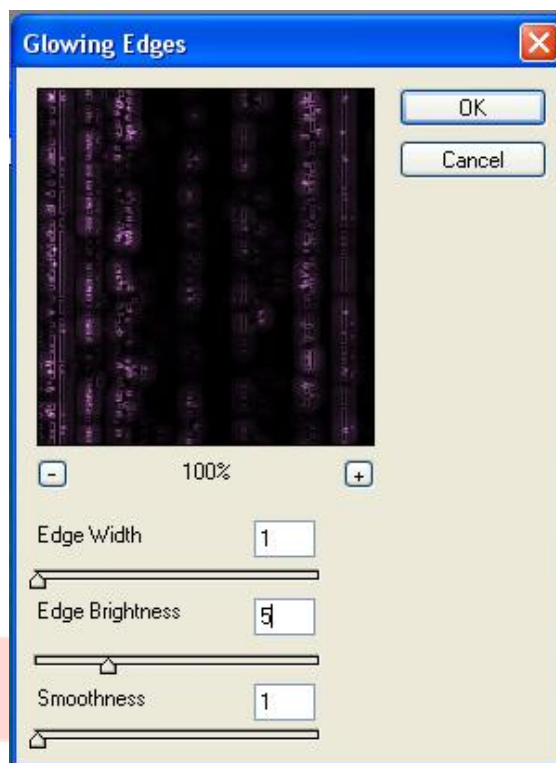 Glowing Edges
OK
Cancel
- 100% +
Edge Width 1
Edge Brightness 5
Smoothness 1